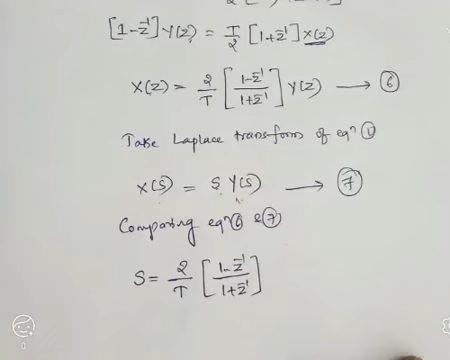 [1-z⁻¹] Y(z) = T/2 [1+z⁻¹] X(z)
X(z) = 2/T [1-z⁻¹ / 1+z⁻¹] Y(z) → ⑥
Take Laplace transform of eqn ①
X(S) = S Y(S) → ⑦
Comparing eqn ⑥ & ⑦
S = 2/T [1-z⁻¹ / 1+z⁻¹]